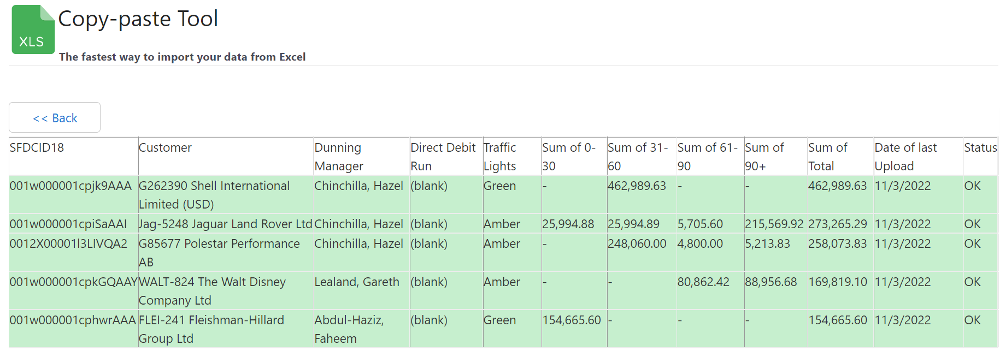 XLS
Copy-paste Tool
The fastest way to import your data from Excel
<< Back
SFDCID18 Customer Dunning Manager Direct Debit Run Traffic Lights Sum of 0-30 Sum of 31-60 Sum of 61-90 Sum of 90+ Sum of Total Date of last Upload Status
001w000001cpjk9AAA G262390 Shell International Limited (USD) Chinchilla, Hazel (blank) Green - 462,989.63 - - 462,989.63 11/3/2022 OK
001w000001cpiSaAAI Jag-5248 Jaguar Land Rover Ltd Chinchilla, Hazel (blank) Amber 25,994.88 25,994.89 5,705.60 215,569.92 273,265.29 11/3/2022 OK
0012X00001l3LIVQA2 G85677 Polestar Performance AB Chinchilla, Hazel (blank) Amber - 248,060.00 4,800.00 5,213.83 258,073.83 11/3/2022 OK
001w000001cpkGQAAY WALT-824 The Walt Disney Company Ltd Lealand, Gareth (blank) Amber - - 80,862.42 88,956.68 169,819.10 11/3/2022 OK
001w000001cphwrAAA FLEI-241 Fleishman-Hillard Group Ltd Abdul-Haziz, Faheem (blank) Green 154,665.60 - - - 154,665.60 11/3/2022 OK